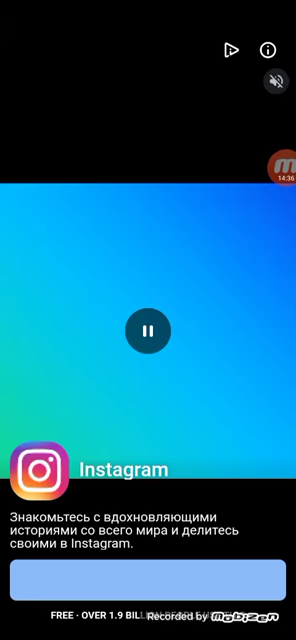 14:36
Instagram
Знакомьтесь с вдохновляющими
историями со всего мира и делитесь
своими в Instagram.
FREE · OVER 1.9 BIL
Recorded by mobizen